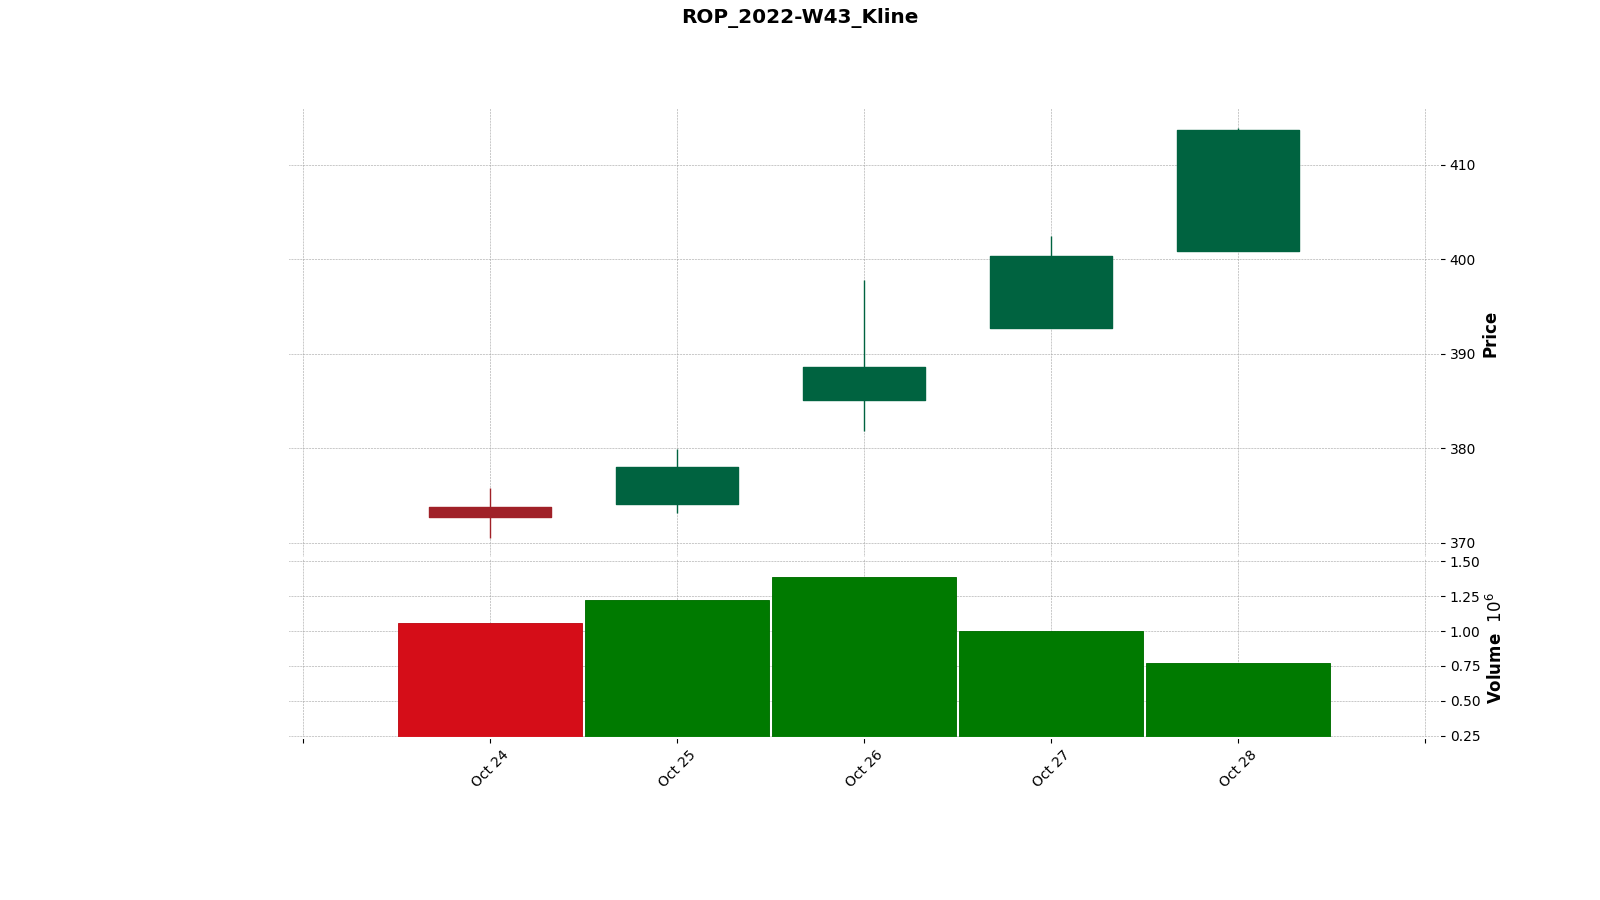 ROP_2022-W43_Kline
410
400
390
380
370
Price
1.50
1.25
1.00
0.75
0.50
0.25
Volume 10^6
Oct 24
Oct 25
Oct 26
Oct 27
Oct 28